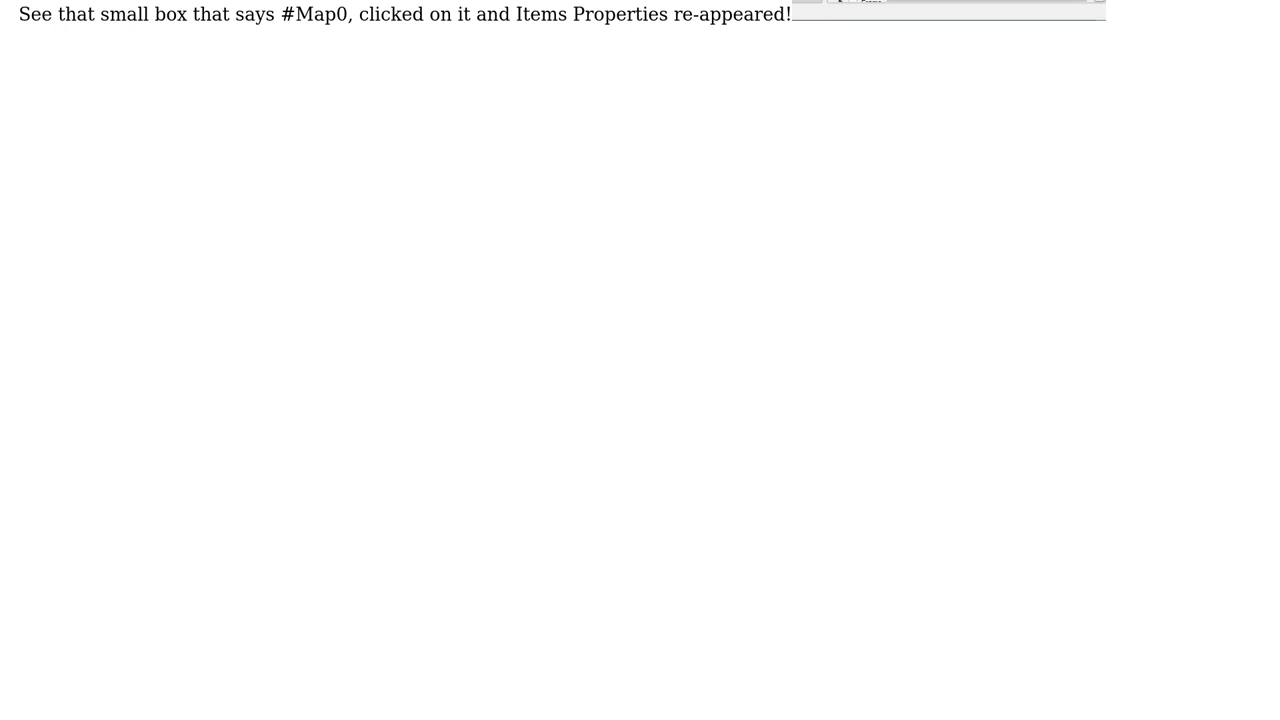 See that small box that says #Map0, clicked on it and Items Properties re-appeared!